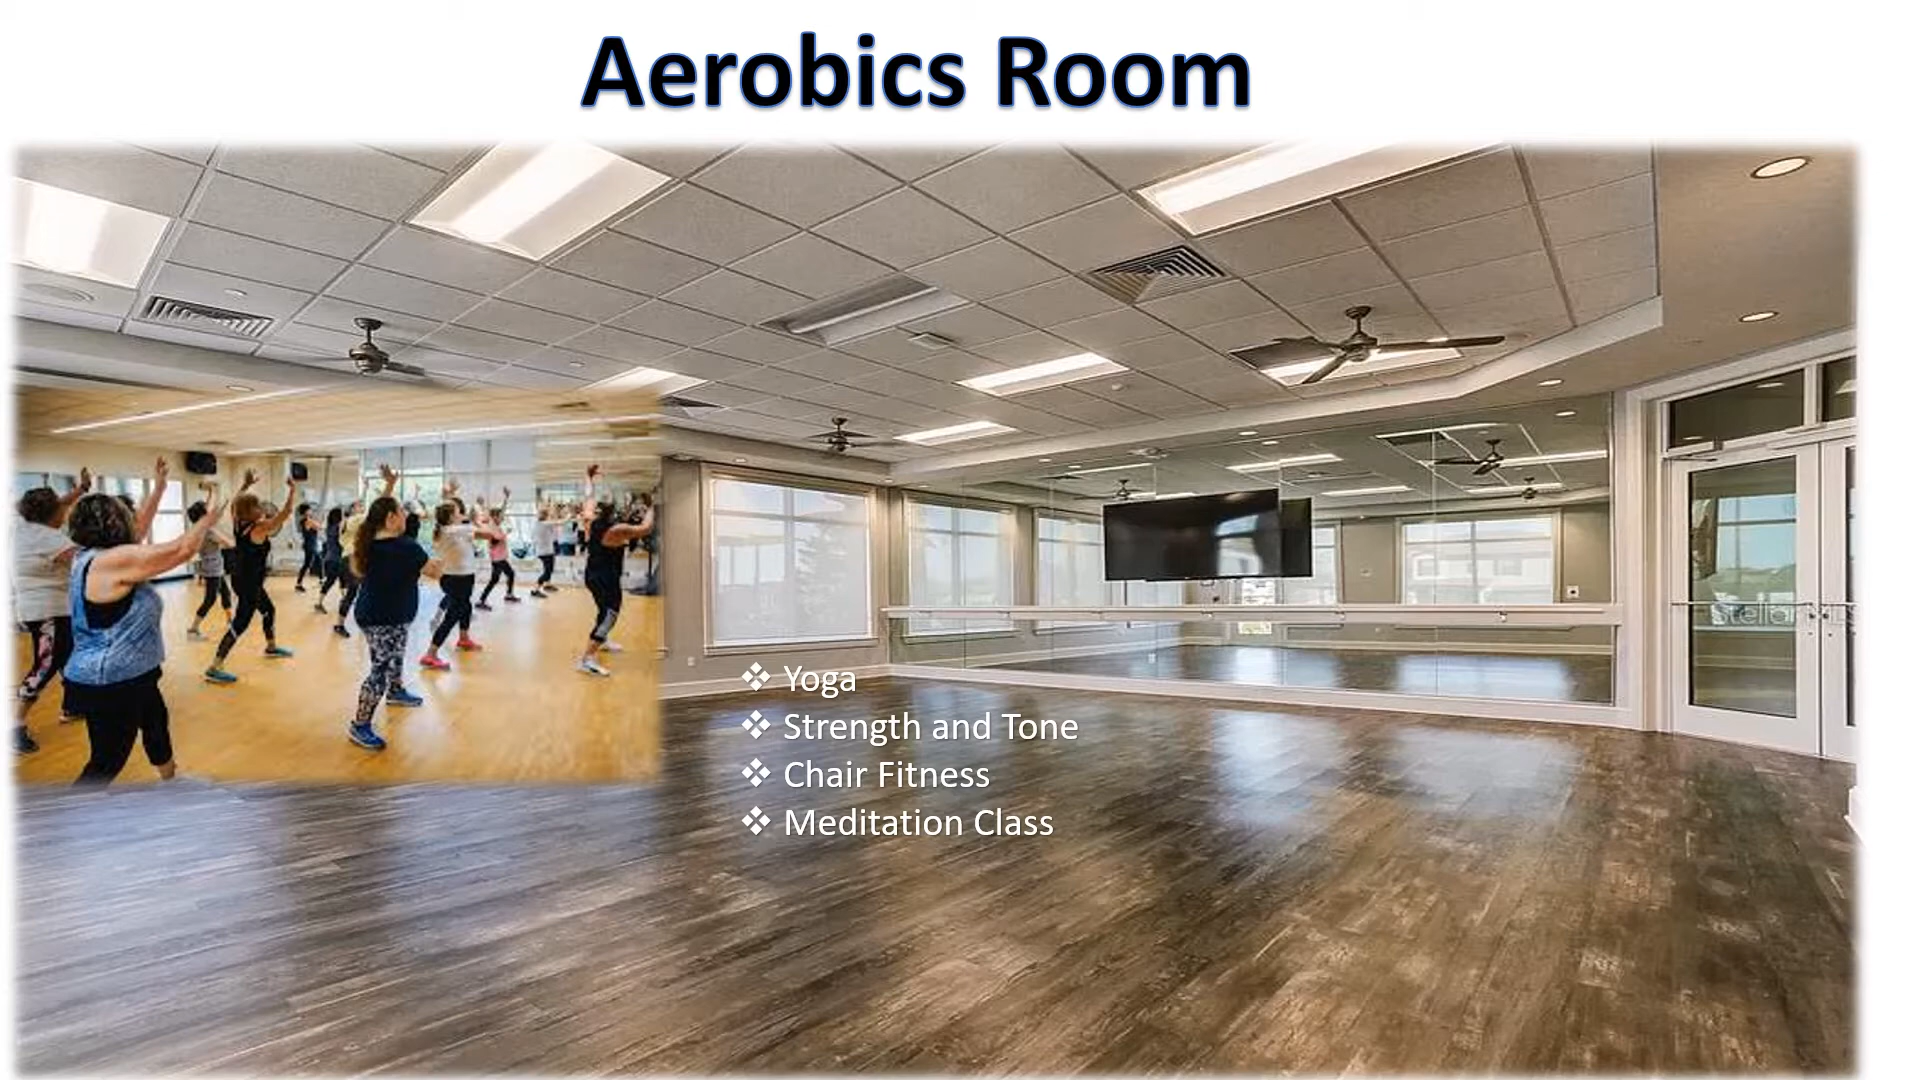 Aerobics Room
❖ Yoga
❖ Strength and Tone
❖ Chair Fitness
❖ Meditation Class